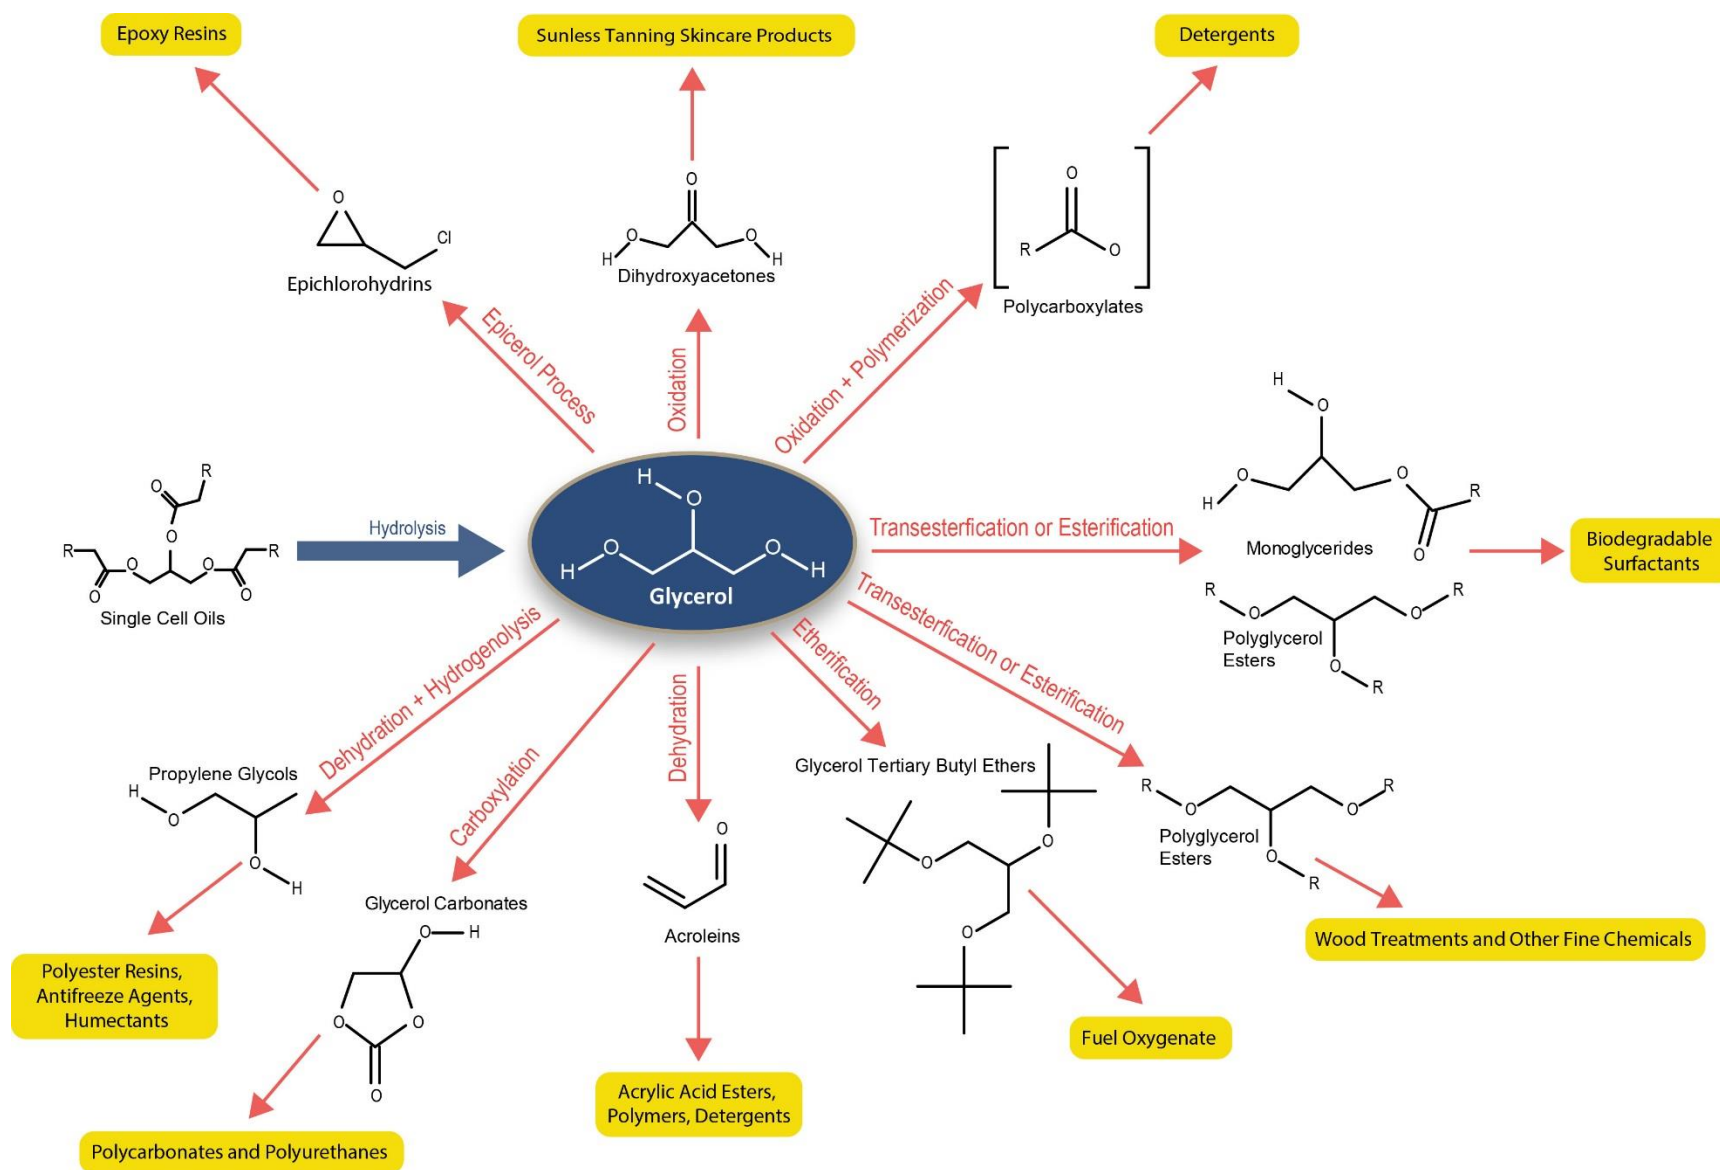 Epoxy Resins
Sunless Tanning Skincare Products
Detergents
O
Cl
Epichlorohydrins
O
O
O
H
H
Dihydroxyacetones
O
R
O
Polycarboxylates
Epicerol Process
Oxidation
Oxidation + Polymerization
R
O
O
R
R
O
O
O
O
Single Cell Oils
Hydrolysis
H
O
O
O
H
H
Glycerol
Transesterfication or Esterification
H
O
O
H
O
R
O
Monoglycerides
Biodegradable
Surfactants
R
R
O
O
Polyglycerol
Esters
O
R
Dehydration + Hydrogenolysis
Carboxylation
Dehydration
Etherification
Transesterfication or Esterification
Propylene Glycols
H
O
O
H
Polyester Resins,
Antifreeze Agents,
Humectants
Glycerol Carbonates
O
H
O
O
O
Polycarbonates and Polyurethanes
O
Acroleins
Acrylic Acid Esters,
Polymers, Detergents
Glycerol Tertiary Butyl Ethers
O
O
O
Fuel Oxygenate
R
R
O
O
Polyglycerol
Esters
O
R
Wood Treatments and Other Fine Chemicals